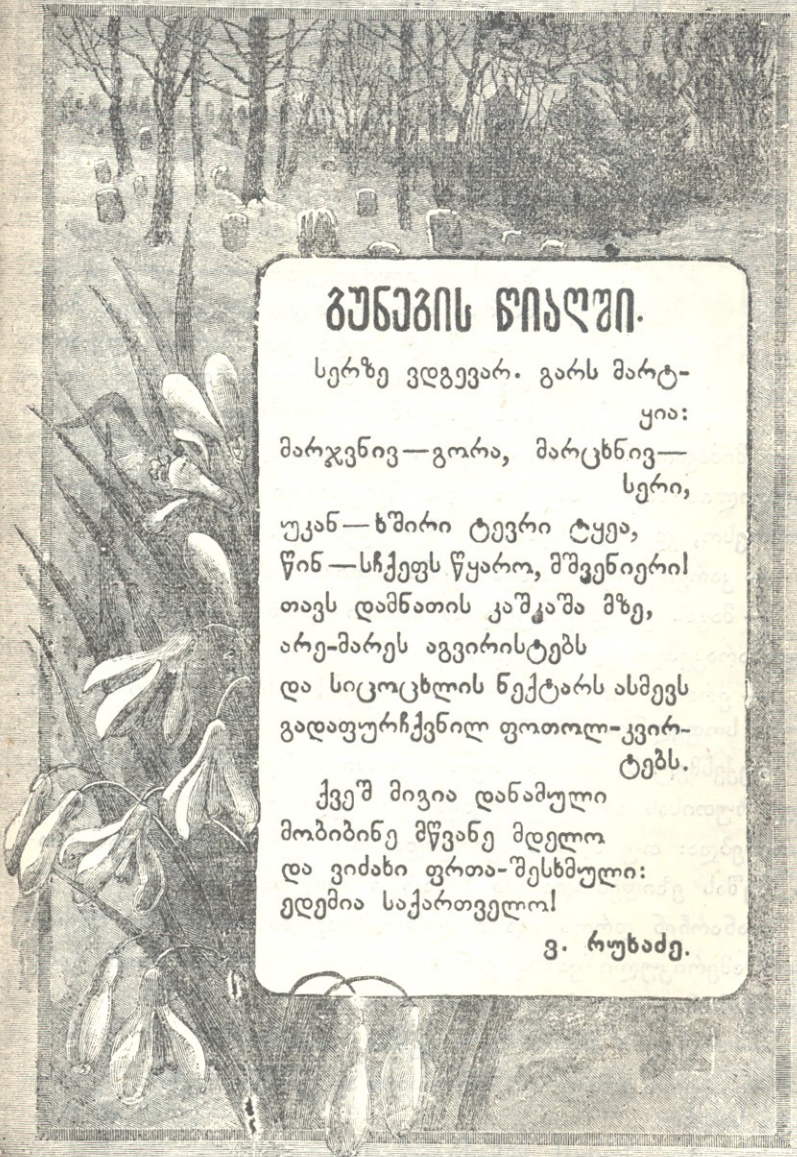 ბუნების წიაღში.
სერზე ვდგევარ. გარს მარტ-
ყია:
მარჯვნივ—გორა, მარცხნივ—
სერი,
უკან—ხშირი ტევრი ტყეა,
წინ—სჩქეფს წყარო, მშვენიერი!
თავს დამნათის კაშკაშა მზე,
არე-მარეს აგვირისტებს
და სიცოცხლის ნექტარს ასმევს
გადაფურჩქვნილ ფოთოლ-კვირ-
ტებს.
ქვეშ მიგია დანამული
მობიბინე მწვანე მდელო
და ვიძახი ფრთა-შესხმული:
ედემია საქართველო!
ვ. რუხაძე.